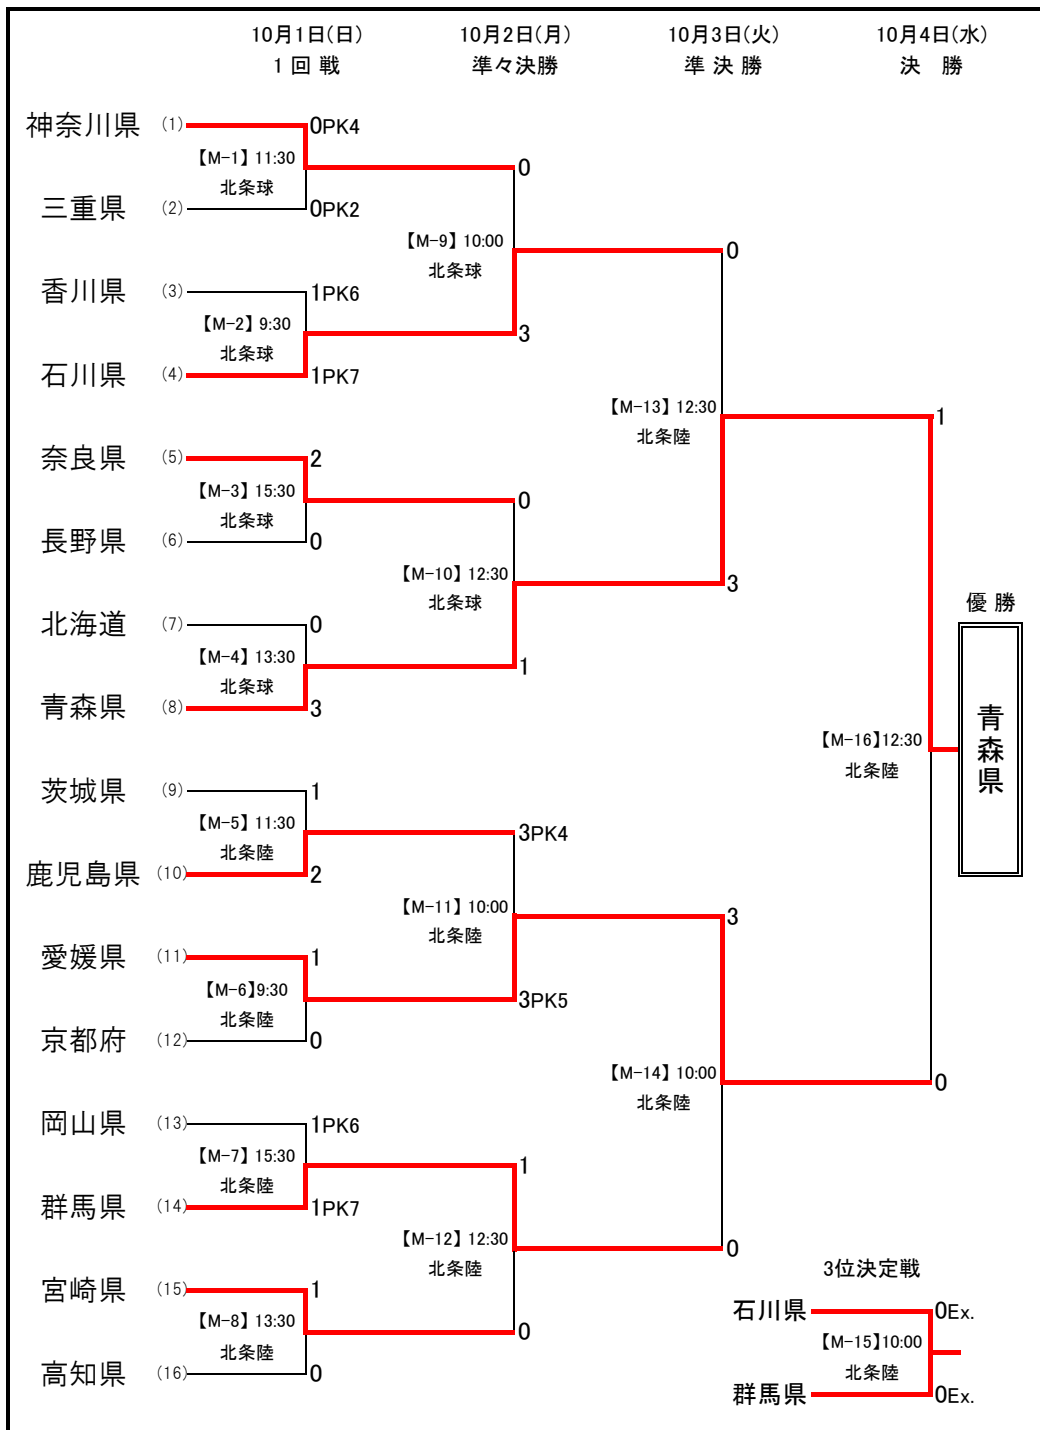 10月1日(日) 10月2日(月) 10月3日(火) 10月4日(水)
1 回 戦 準々決勝 準 決 勝 決 勝
神奈川県 (1) 0PK4
【M-1】 11:30
北条球
0
三重県 (2) 0PK2
【M-9】 10:00
北条球
0
香川県 (3) 1PK6
【M-2】 9:30
北条球
3
石川県 (4) 1PK7
【M-13】 12:30
北条陸
1
奈良県 (5) 2
【M-3】 15:30
北条球
0
長野県 (6) 0
【M-10】 12:30
北条球
3
北海道 (7) 0
【M-4】 13:30
北条球
1
青森県 (8) 3
優 勝
青森県
【M-16】12:30
北条陸
茨城県 (9) 1
【M-5】 11:30
北条陸
3PK4
鹿児島県 (10) 2
【M-11】 10:00
北条陸
3
愛媛県 (11) 1
【M-6】9:30
北条陸
3PK5
京都府 (12) 0
【M-14】 10:00
北条陸
0
岡山県 (13) 1PK6
【M-7】 15:30
北条陸
1
群馬県 (14) 1PK7
【M-12】 12:30
北条陸
0
宮崎県 (15) 1
【M-8】 13:30
北条陸
0
高知県 (16) 0
3位決定戦
石川県 0Ex.
【M-15】10:00
北条陸
群馬県 0Ex.